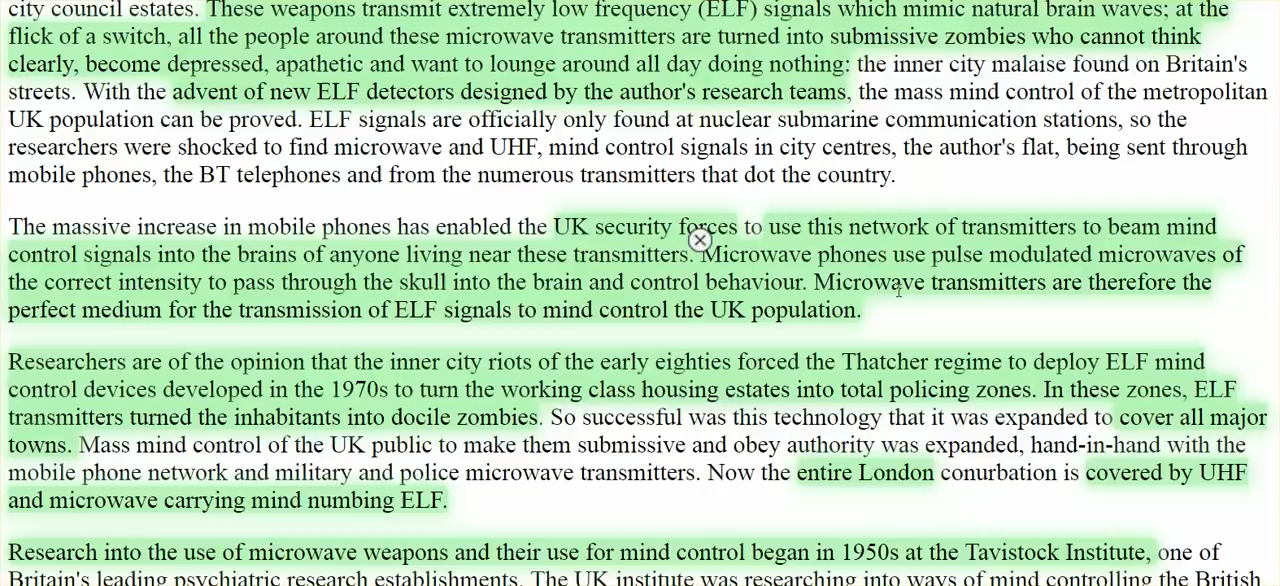 city council estates. These weapons transmit extremely low frequency (ELF) signals which mimic natural brain waves; at the
flick of a switch, all the people around these microwave transmitters are turned into submissive zombies who cannot think
clearly, become depressed, apathetic and want to lounge around all day doing nothing: the inner city malaise found on Britain's
streets. With the advent of new ELF detectors designed by the author's research teams, the mass mind control of the metropolitan
UK population can be proved. ELF signals are officially only found at nuclear submarine communication stations, so the
researchers were shocked to find microwave and UHF, mind control signals in city centres, the author's flat, being sent through
mobile phones, the BT telephones and from the numerous transmitters that dot the country.
The massive increase in mobile phones has enabled the UK security forces to use this network of transmitters to beam mind
control signals into the brains of anyone living near these transmitters. Microwave phones use pulse modulated microwaves of
the correct intensity to pass through the skull into the brain and control behaviour. Microwave transmitters are therefore the
perfect medium for the transmission of ELF signals to mind control the UK population.
Researchers are of the opinion that the inner city riots of the early eighties forced the Thatcher regime to deploy ELF mind
control devices developed in the 1970s to turn the working class housing estates into total policing zones. In these zones, ELF
transmitters turned the inhabitants into docile zombies. So successful was this technology that it was expanded to cover all major
towns. Mass mind control of the UK public to make them submissive and obey authority was expanded, hand-in-hand with the
mobile phone network and military and police microwave transmitters. Now the entire London conurbation is covered by UHF
and microwave carrying mind numbing ELF.
Research into the use of microwave weapons and their use for mind control began in 1950s at the Tavistock Institute, one of
Britain's leading psychiatric research establishments. The UK institute was researching into ways of mind controlling the British